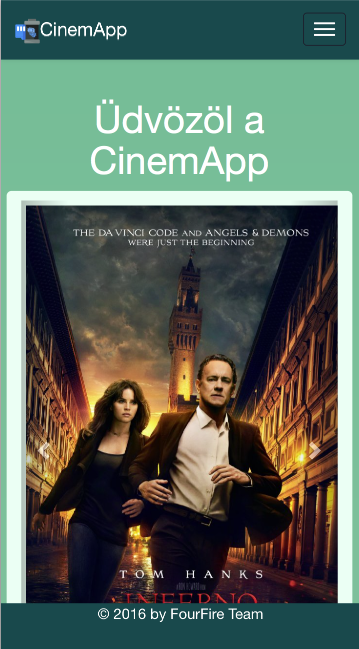 CinemApp
Üdvözöl a
CinemApp
THE DA VINCI CODE AND ANGELS & DEMONS
WERE JUST THE BEGINNING
TOM HANKS
INFERNO
© 2016 by FourFire Team